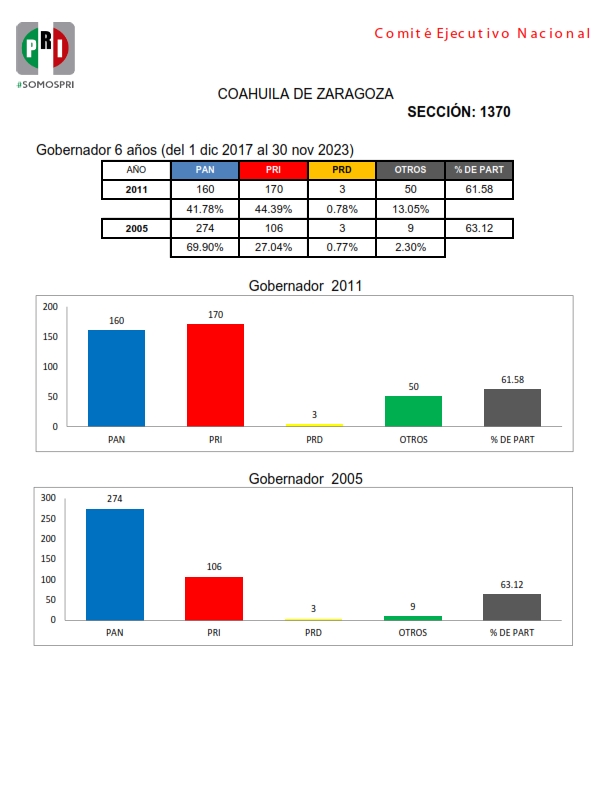 PRI
#SOMOSPRI
Comité Ejecutivo Nacional
COAHUILA DE ZARAGOZA
SECCIÓN: 1370
Gobernador 6 años (del 1 dic 2017 al 30 nov 2023)
AÑO PAN PRI PRD OTROS % DE PART
2011 160 170 3 50 61.58
41.78% 44.39% 0.78% 13.05%
2005 274 106 3 9 63.12
69.90% 27.04% 0.77% 2.30%
Gobernador 2011
200
150
100
50
0
160
170
3
50
61.58
PAN PRI PRD OTROS % DE PART
Gobernador 2005
300
250
200
150
100
50
0
274
106
3
9
63.12
PAN PRI PRD OTROS % DE PART